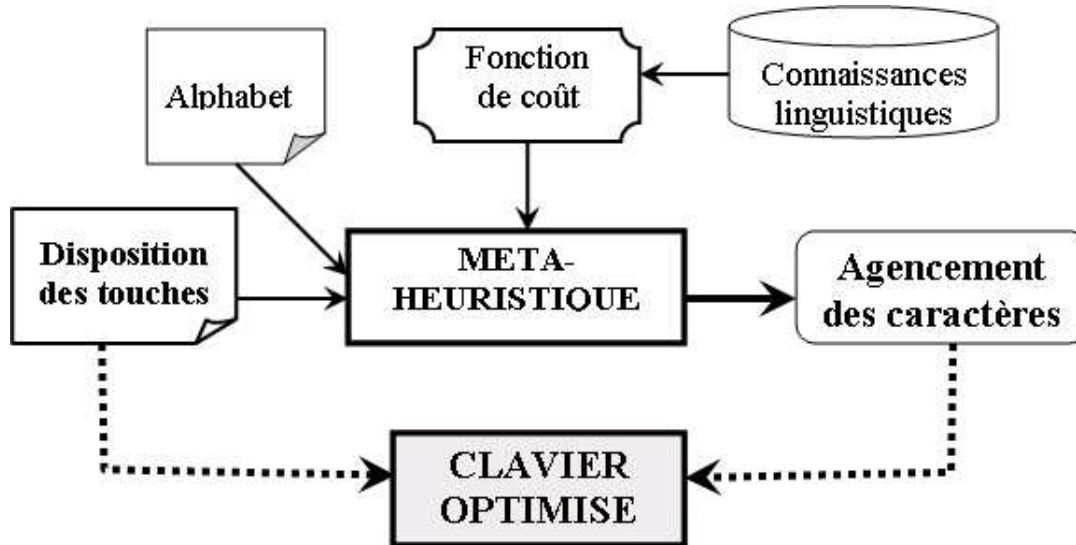 Alphabet
Fonction
de coût
Connaissances
linguistiques
Disposition
des touches
META-
HEURISTIQUE
Agencement
des caractères
CLAVIER
OPTIMISE